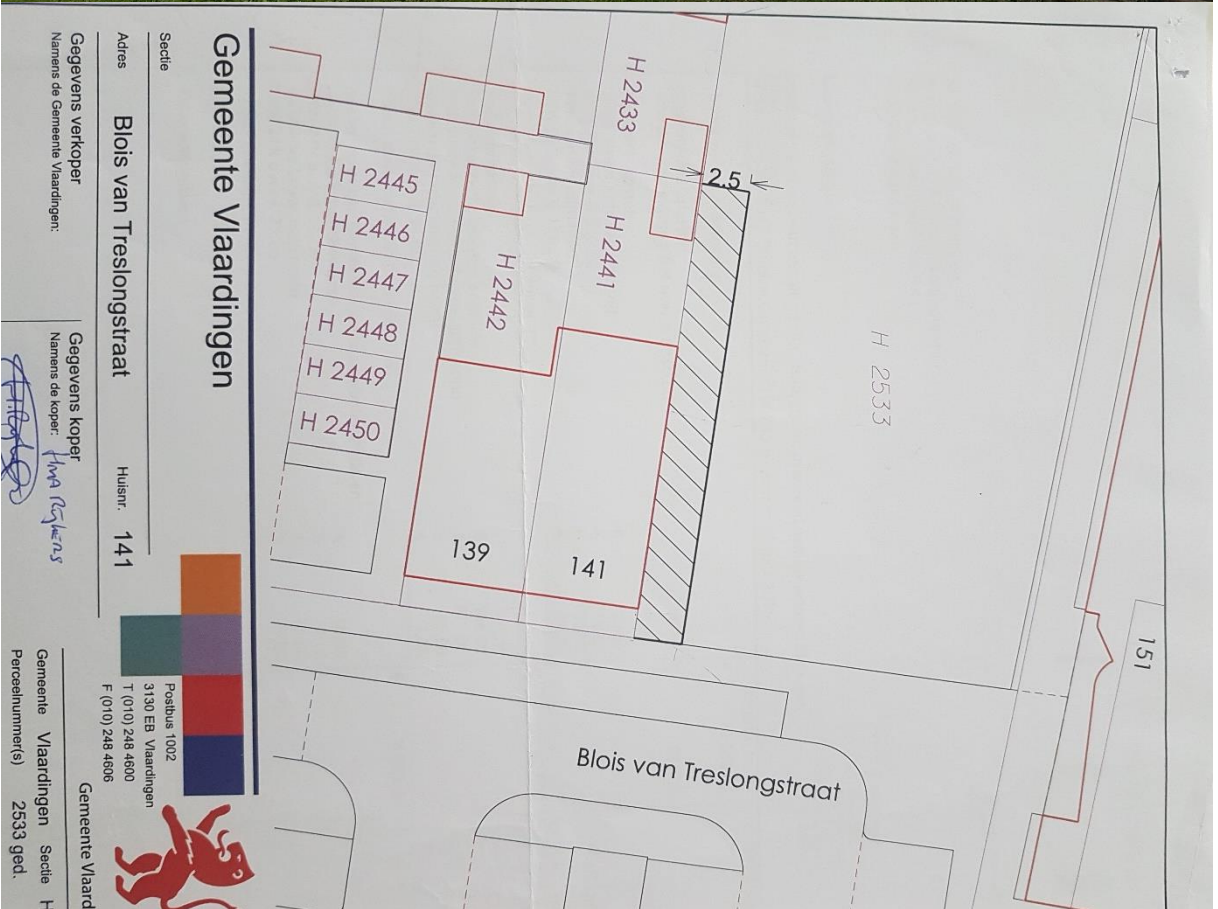 H 2433
2.5
H 2445
H 2446
H 2447
H 2448
H 2449
H 2450
H 2441
H 2442
H 2533
139
141
151
Blois van Treslongstraat
Gemeente Vlaardingen
Sectie
Adres Blois van Treslongstraat Huisnr. 141
Gegevens verkoper
Namens de Gemeente Vlaardingen:
Gegevens koper
Namens de koper:
Postbus 1002
3130 EB Vlaardingen
T (010) 248 4600
F (010) 248 4606
Gemeente Vlaard
Gemeente Vlaardingen Sectie H
Perceelnummer(s) 2533 ged.